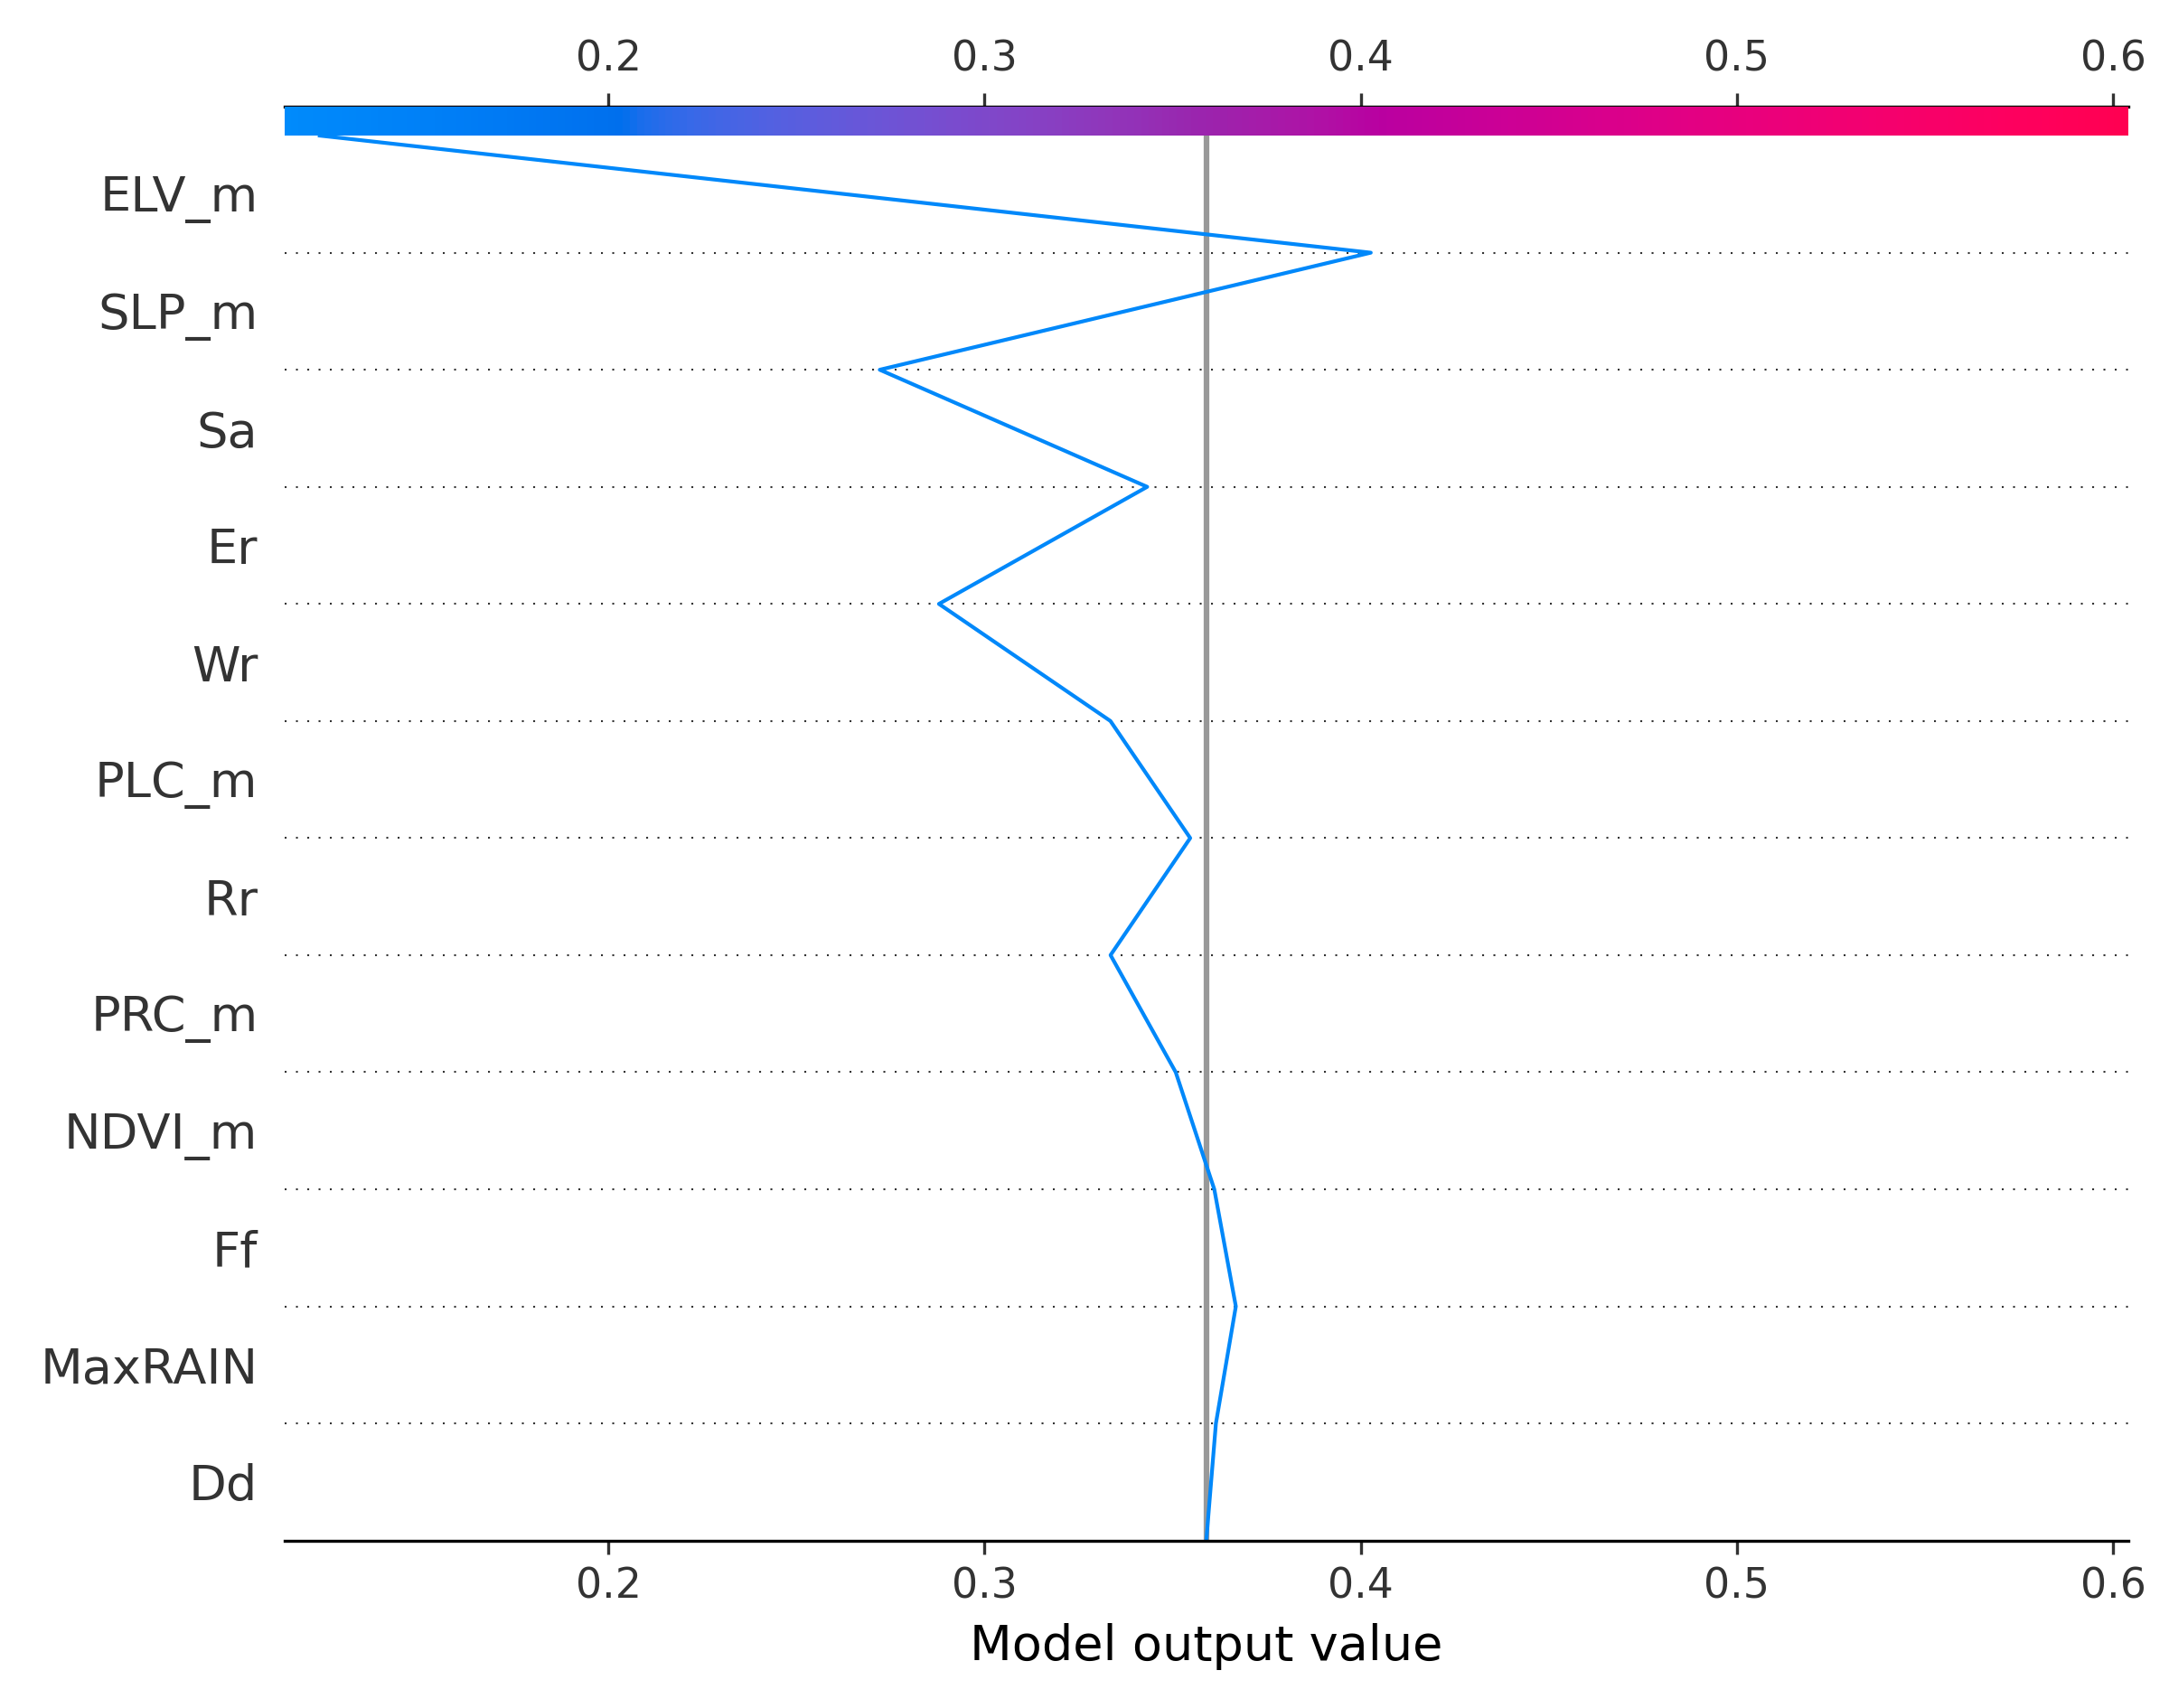 0.2 0.3 0.4 0.5 0.6
ELV_m
SLP_m
Sa
Er
Wr
PLC_m
Rr
PRC_m
NDVI_m
Ff
MaxRAIN
Dd
0.2 0.3 0.4 0.5 0.6
Model output value